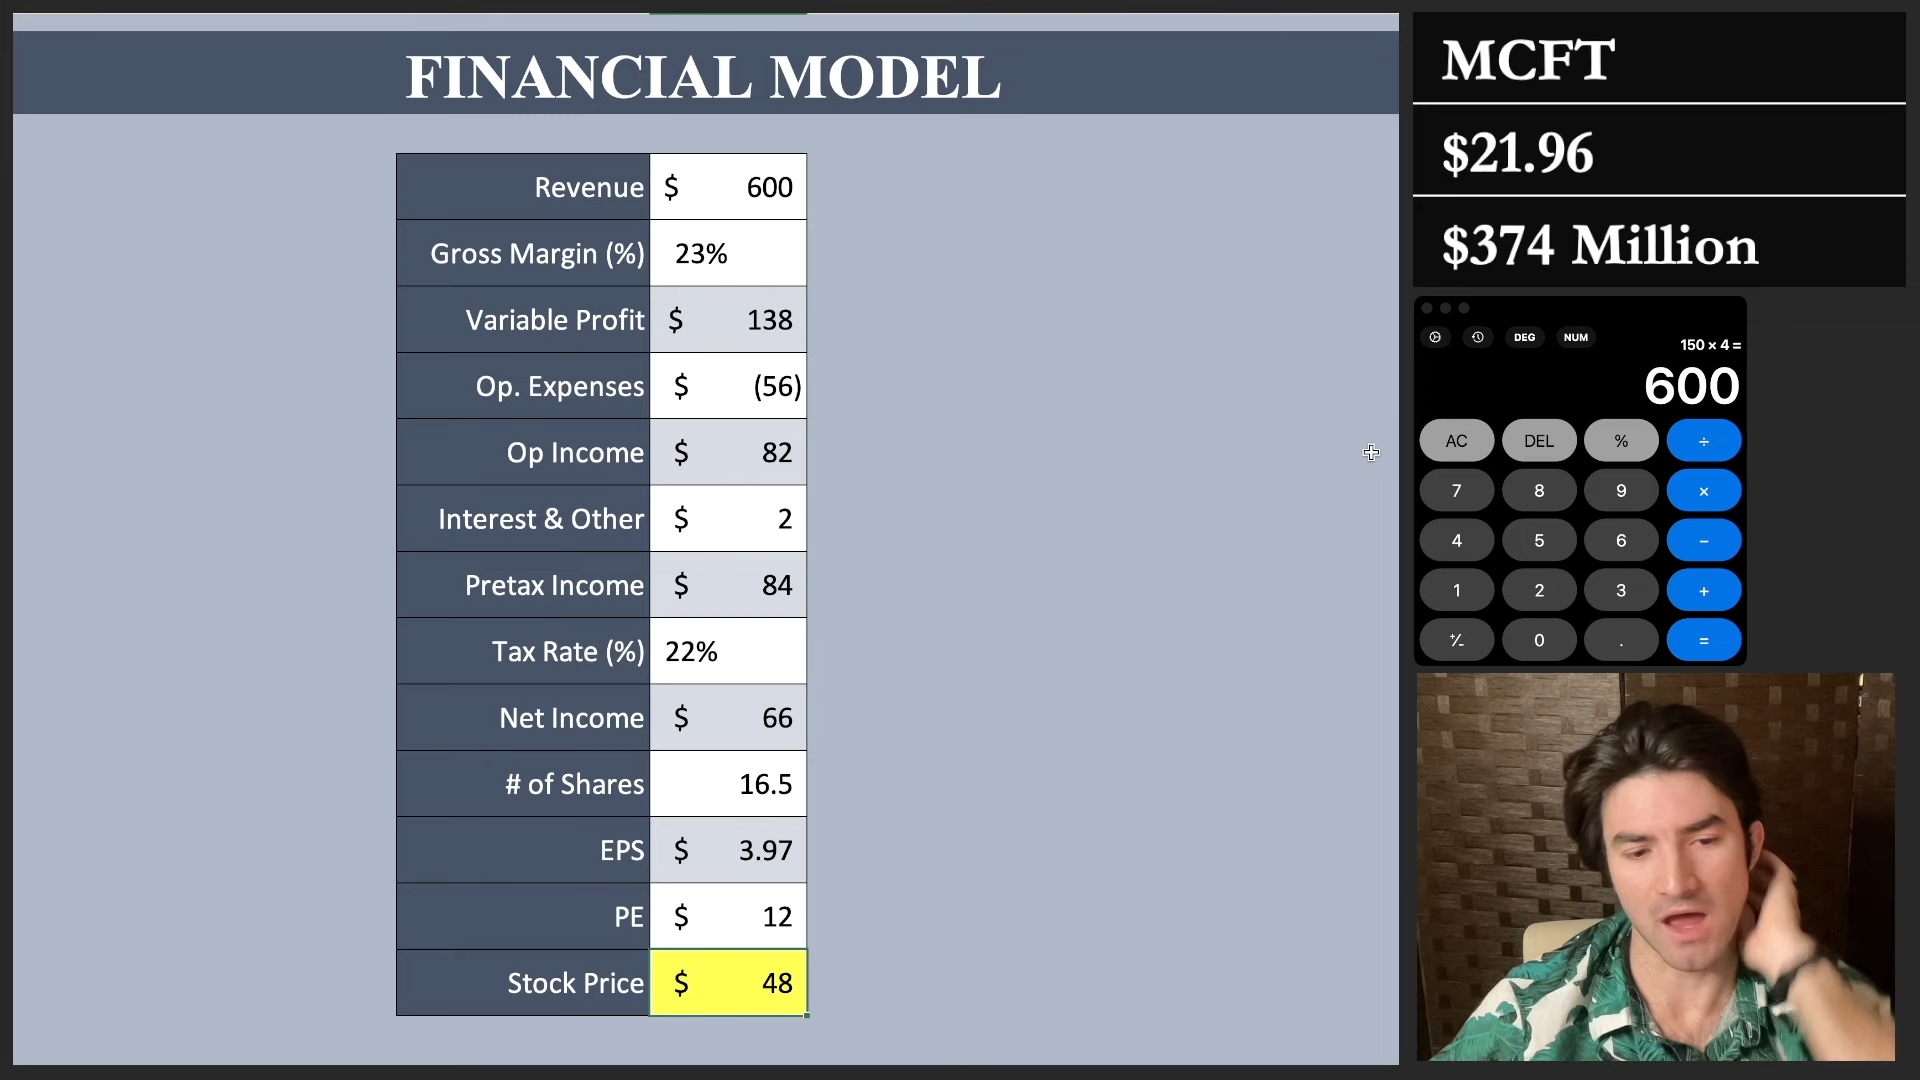 FINANCIAL MODEL
Revenue $ 600
Gross Margin (%) 23%
Variable Profit $ 138
Op. Expenses $ (56)
Op Income $ 82
Interest & Other $ 2
Pretax Income $ 84
Tax Rate (%) 22%
Net Income $ 66
# of Shares 16.5
EPS $ 3.97
PE $ 12
Stock Price $ 48
MCFT
$21.96
$374 Million
DEG NUM
150 × 4 =
600
AC DEL % ÷
7 8 9 ×
4 5 6 −
1 2 3 +
⁺⁄₋ 0 . =